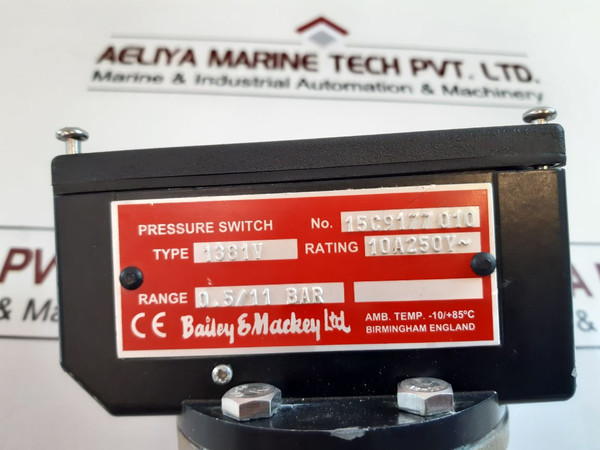 AELIYA MARINE TECH PVT. LTD.
Marine & Industrial Automation & Machinery
PRESSURE SWITCH No. 15C9177 010
TYPE 1381V RATING 10A250V~
RANGE 0.5/11 BAR
CE Bailey & Mackey Ltd. AMB. TEMP. -10/+85ºC
BIRMINGHAM ENGLAND